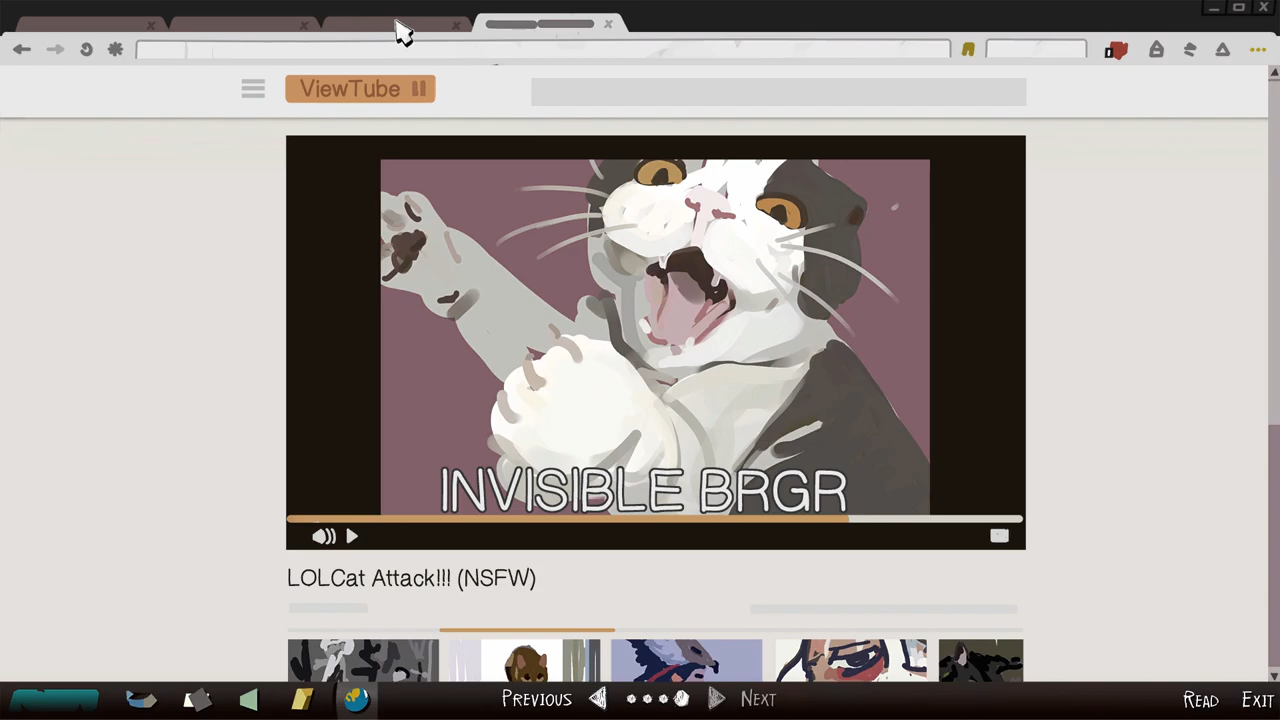 ViewTube
INVISIBLE BRGR
LOLCat Attack!!! (NSFW)
PREVIOUS
NEXT
READ
EXIT